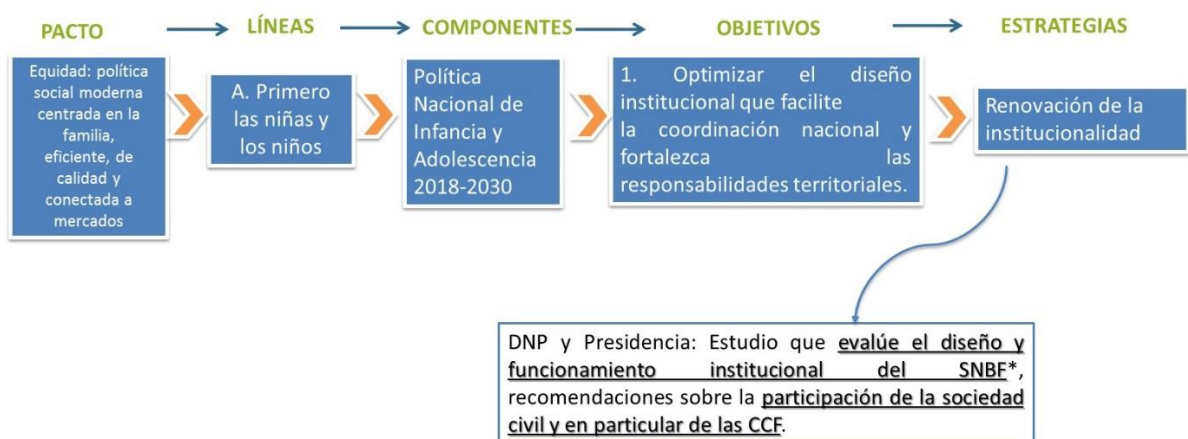 PACTO
LÍNEAS
COMPONENTES
OBJETIVOS
ESTRATEGIAS
Equidad: política
social moderna
centrada en la
familia,
eficiente, de
calidad y
conectada a
mercados
A. Primero
las niñas y
los niños
Política
Nacional de
Infancia y
Adolescencia
2018-2030
1. Optimizar el diseño
institucional que facilite
la coordinación nacional y
fortalezca las
responsabilidades territoriales.
Renovación de la
institucionalidad
DNP y Presidencia: Estudio que evalúe el diseño y
funcionamiento institucional del SNBF*,
recomendaciones sobre la participación de la sociedad
civil y en particular de las CCF.